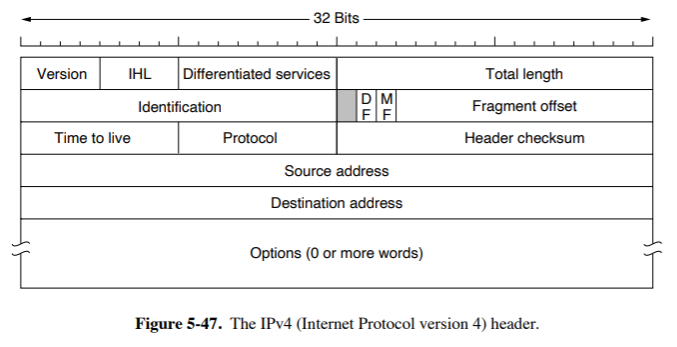 32 Bits
Version IHL Differentiated services Total length
Identification D F M F Fragment offset
Time to live Protocol Header checksum
Source address
Destination address
Options (0 or more words)
Figure 5-47. The IPv4 (Internet Protocol version 4) header.